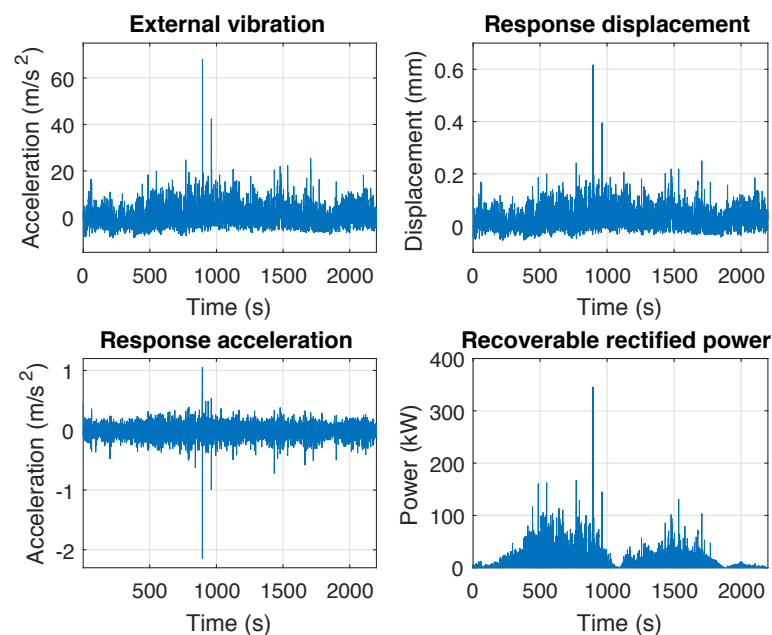 External vibration
Acceleration (m/s²)
60
40
20
0
0 500 1000 1500 2000
Time (s)
Response displacement
Displacement (mm)
0.6
0.4
0.2
0
0 500 1000 1500 2000
Time (s)
Response acceleration
Acceleration (m/s²)
1
0
-1
-2
500 1000 1500 2000
Time (s)
Recoverable rectified power
Power (kW)
400
300
200
100
0
0 500 1000 1500 2000
Time (s)